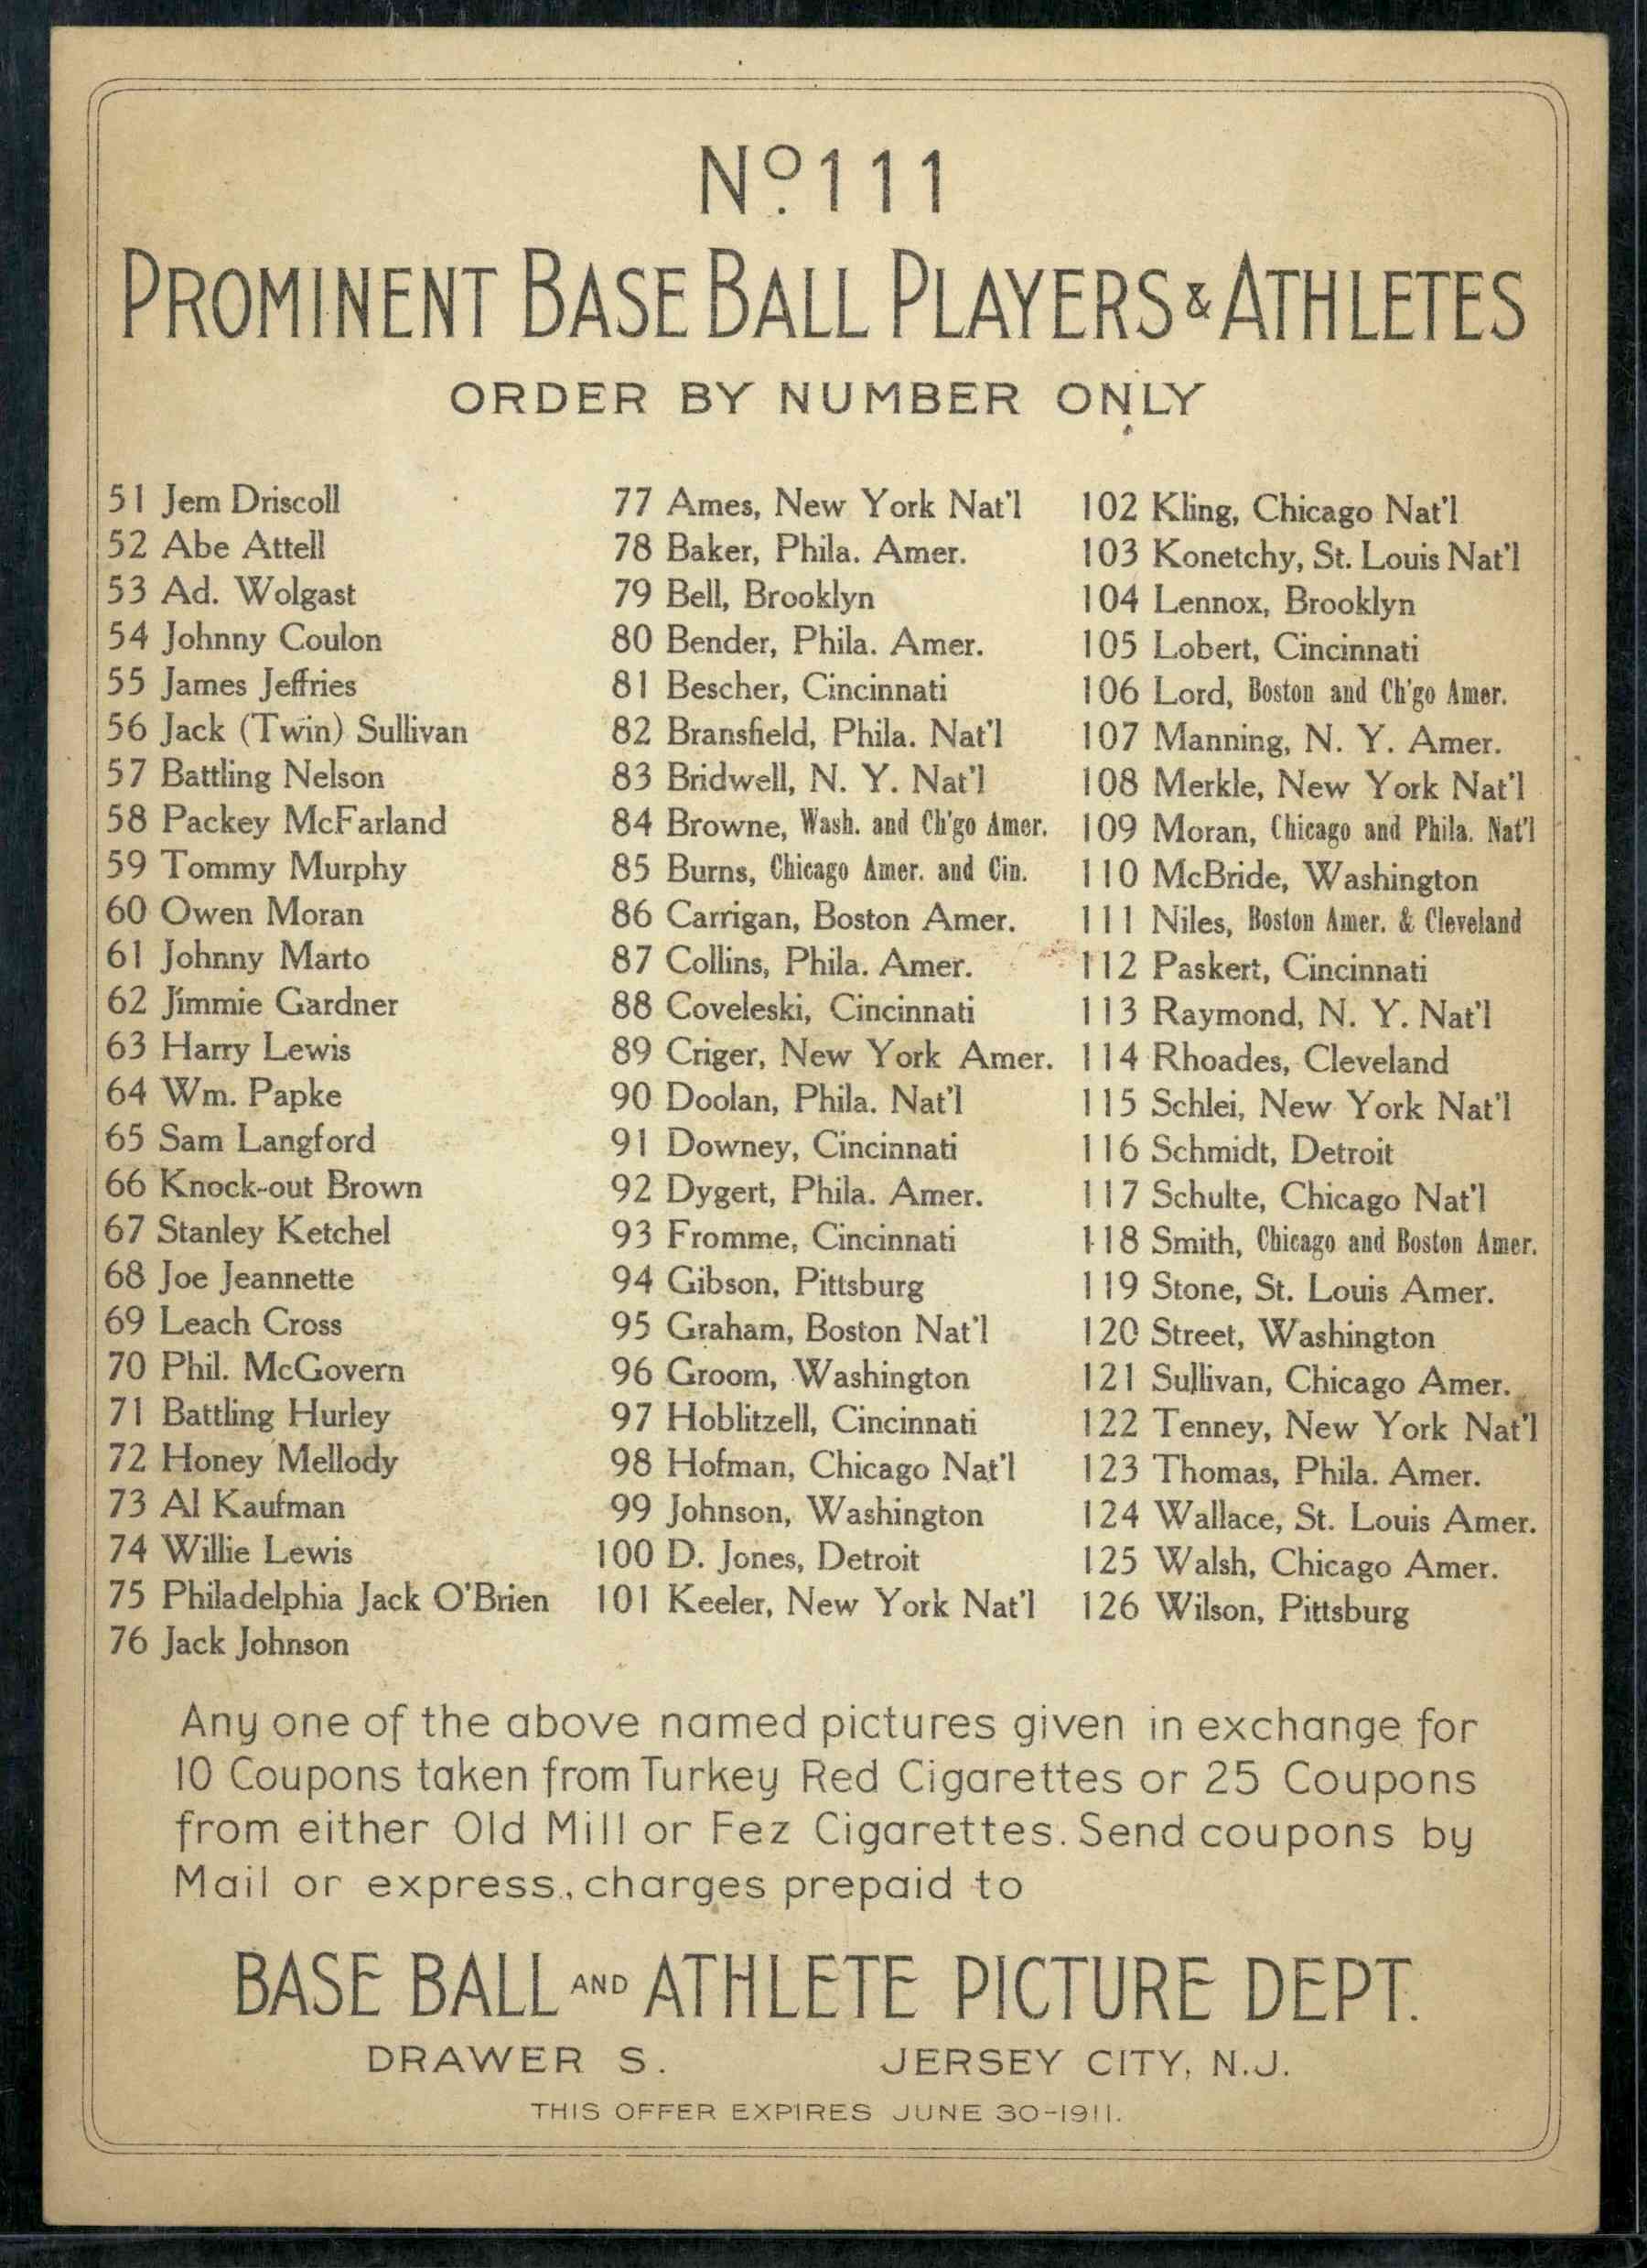 Nº 111
PROMINENT BASE BALL PLAYERS & ATHLETES
ORDER BY NUMBER ONLY
51 Jem Driscoll
52 Abe Attell
53 Ad. Wolgast
54 Johnny Coulon
55 James Jeffries
56 Jack (Twin) Sullivan
57 Battling Nelson
58 Packey McFarland
59 Tommy Murphy
60 Owen Moran
61 Johnny Marto
62 Jimmie Gardner
63 Harry Lewis
64 Wm. Papke
65 Sam Langford
66 Knock-out Brown
67 Stanley Ketchel
68 Joe Jeannette
69 Leach Cross
70 Phil. McGovern
71 Battling Hurley
72 Honey Mellody
73 Al Kaufman
74 Willie Lewis
75 Philadelphia Jack O'Brien
76 Jack Johnson
77 Ames, New York Nat'l
78 Baker, Phila. Amer.
79 Bell, Brooklyn
80 Bender, Phila. Amer.
81 Bescher, Cincinnati
82 Bransfield, Phila. Nat'l
83 Bridwell, N. Y. Nat'l
84 Browne, Wash. and Ch'go Amer.
85 Burns, Chicago Amer. and Cin.
86 Carrigan, Boston Amer.
87 Collins, Phila. Amer.
88 Coveleski, Cincinnati
89 Criger, New York Amer.
90 Doolan, Phila. Nat'l
91 Downey, Cincinnati
92 Dygert, Phila. Amer.
93 Fromme, Cincinnati
94 Gibson, Pittsburg
95 Graham, Boston Nat'l
96 Groom, Washington
97 Hoblitzell, Cincinnati
98 Hofman, Chicago Nat'l
99 Johnson, Washington
100 D. Jones, Detroit
101 Keeler, New York Nat'l
102 Kling, Chicago Nat'l
103 Konetchy, St. Louis Nat'l
104 Lennox, Brooklyn
105 Lobert, Cincinnati
106 Lord, Boston and Ch'go Amer.
107 Manning, N. Y. Amer.
108 Merkle, New York Nat'l
109 Moran, Chicago and Phila. Nat'l
110 McBride, Washington
111 Niles, Boston Amer. & Cleveland
112 Paskert, Cincinnati
113 Raymond, N. Y. Nat'l
114 Rhoades, Cleveland
115 Schlei, New York Nat'l
116 Schmidt, Detroit
117 Schulte, Chicago Nat'l
118 Smith, Chicago and Boston Amer.
119 Stone, St. Louis Amer.
120 Street, Washington
121 Sullivan, Chicago Amer.
122 Tenney, New York Nat'l
123 Thomas, Phila. Amer.
124 Wallace, St. Louis Amer.
125 Walsh, Chicago Amer.
126 Wilson, Pittsburg
Any one of the above named pictures given in exchange for
10 Coupons taken from Turkey Red Cigarettes or 25 Coupons
from either Old Mill or Fez Cigarettes. Send coupons by
Mail or express., charges prepaid to
BASE BALL AND ATHLETE PICTURE DEPT.
DRAWER S. JERSEY CITY, N.J.
THIS OFFER EXPIRES JUNE 30-1911.